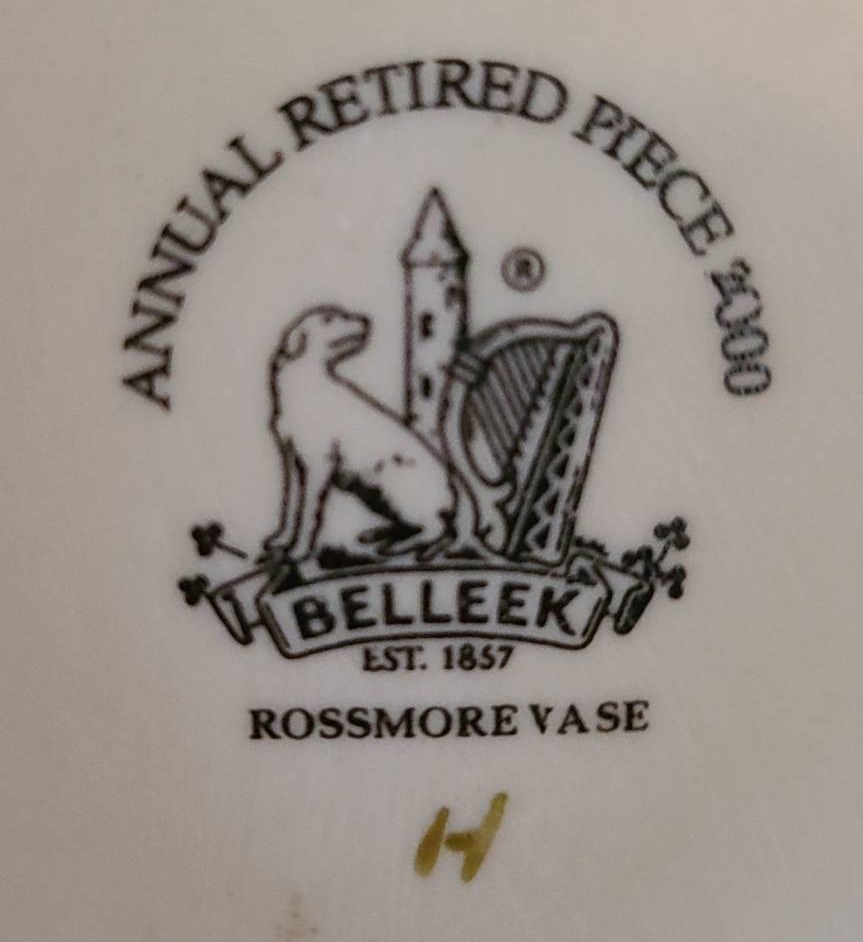 ANNUAL RETIRED PIECE 2000
®
BELLEEK
EST. 1857
ROSSMORE VASE
H